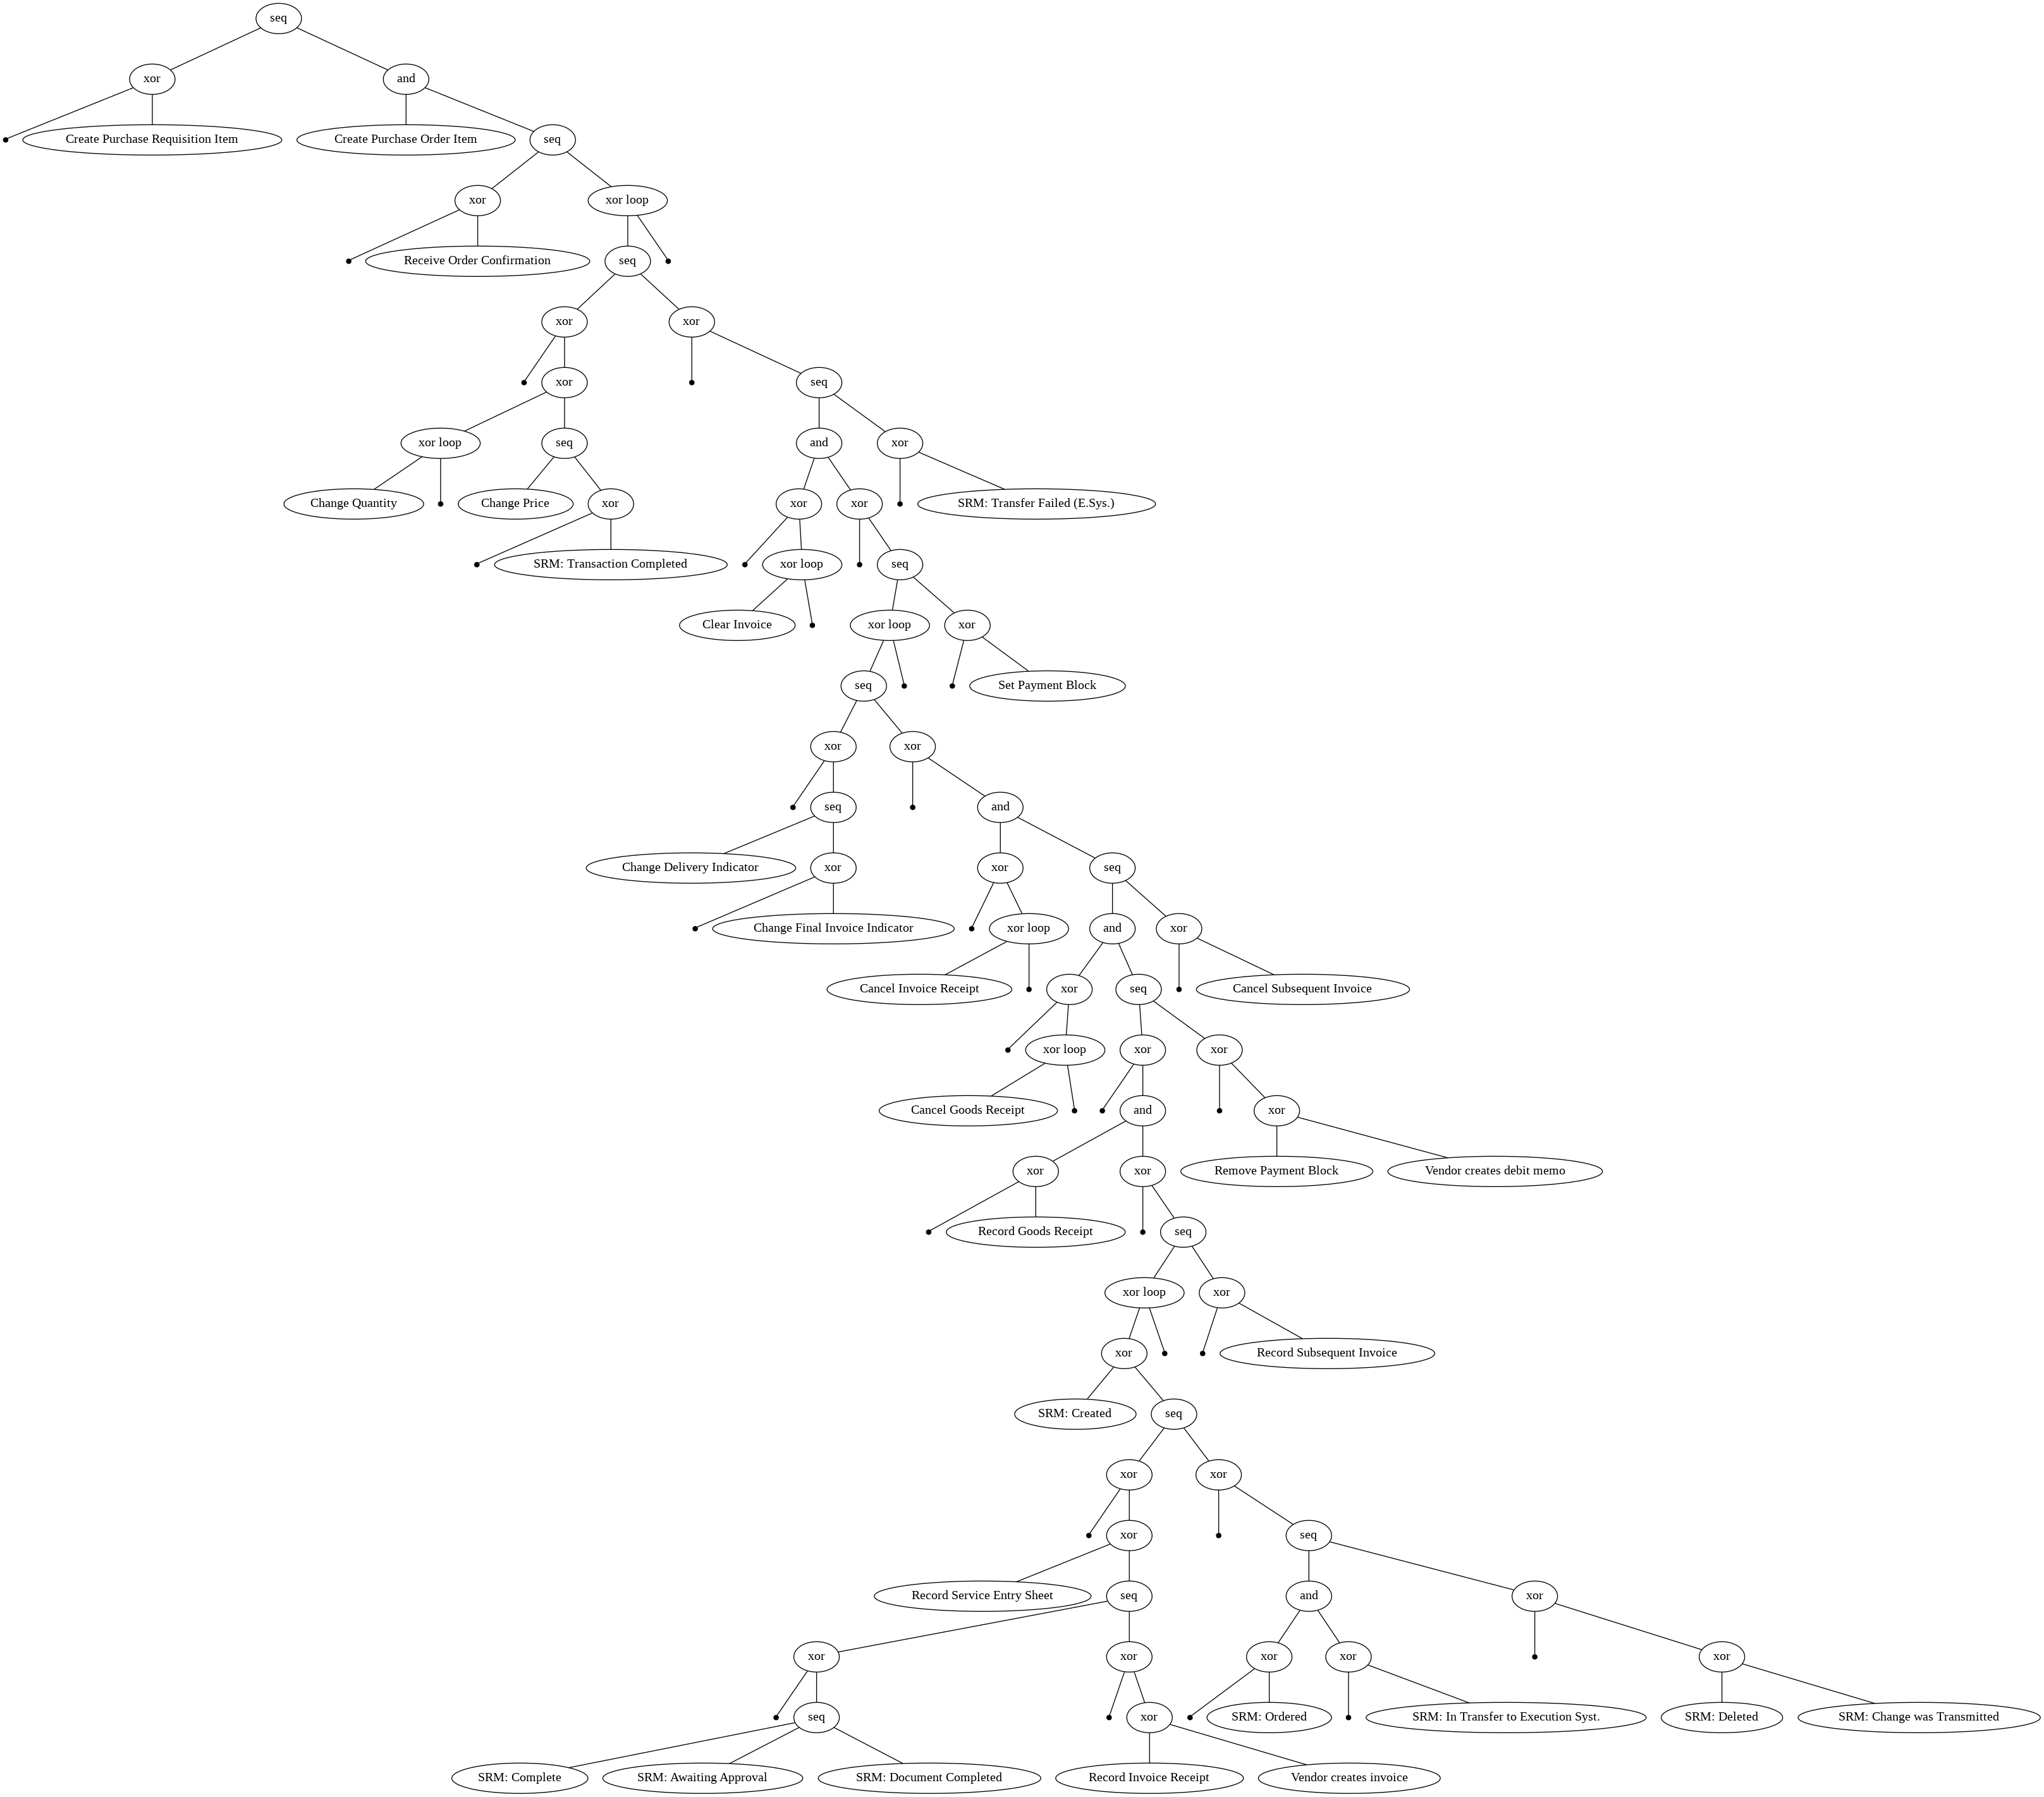 seq
xor
and
Create Purchase Requisition Item
Create Purchase Order Item
seq
xor
xor loop
Receive Order Confirmation
seq
xor
xor
xor
seq
xor loop
seq
and
xor
Change Quantity
Change Price
xor
xor
xor
SRM: Transfer Failed (E.Sys.)
SRM: Transaction Completed
xor loop
seq
Clear Invoice
xor loop
xor
seq
Set Payment Block
xor
xor
seq
and
Change Delivery Indicator
xor
xor
seq
Change Final Invoice Indicator
xor loop
and
xor
Cancel Invoice Receipt
xor
seq
Cancel Subsequent Invoice
xor loop
xor
xor
Cancel Goods Receipt
and
xor
xor
xor
Remove Payment Block
Vendor creates debit memo
Record Goods Receipt
seq
xor loop
xor
xor
Record Subsequent Invoice
SRM: Created
seq
xor
xor
xor
seq
Record Service Entry Sheet
seq
and
xor
xor
xor
xor
xor
xor
seq
xor
SRM: Ordered
SRM: In Transfer to Execution Syst.
SRM: Deleted
SRM: Change was Transmitted
SRM: Complete
SRM: Awaiting Approval
SRM: Document Completed
Record Invoice Receipt
Vendor creates invoice